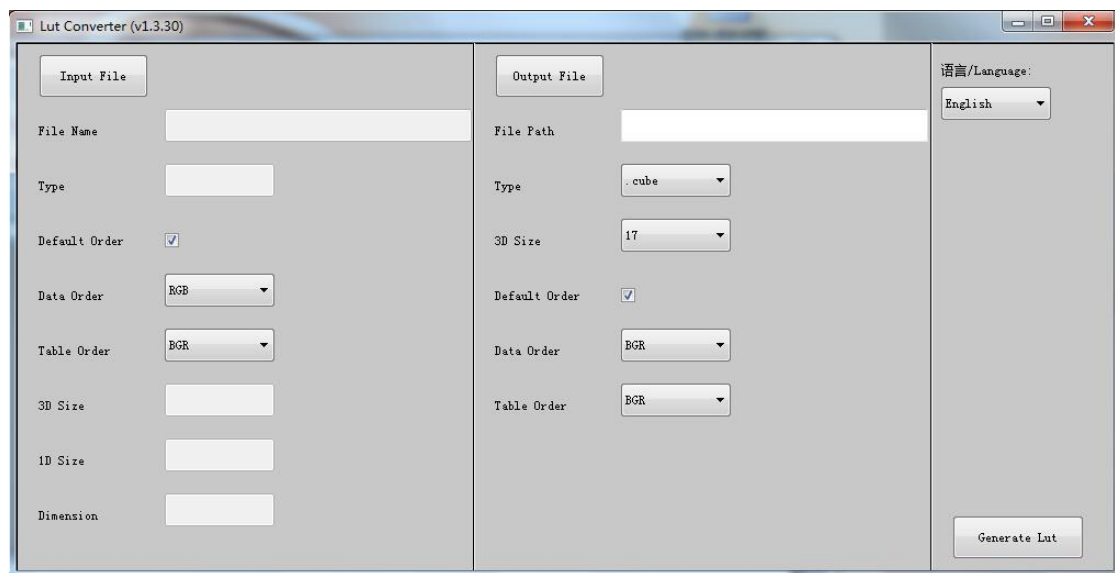 Lut Converter (v1.3.30)
Input File
File Name
Type
Default Order
Data Order RGB
Table Order BGR
3D Size
1D Size
Dimension
Output File
File Path
Type .cube
3D Size 17
Default Order
Data Order BGR
Table Order BGR
语言/Language:
English
Generate Lut